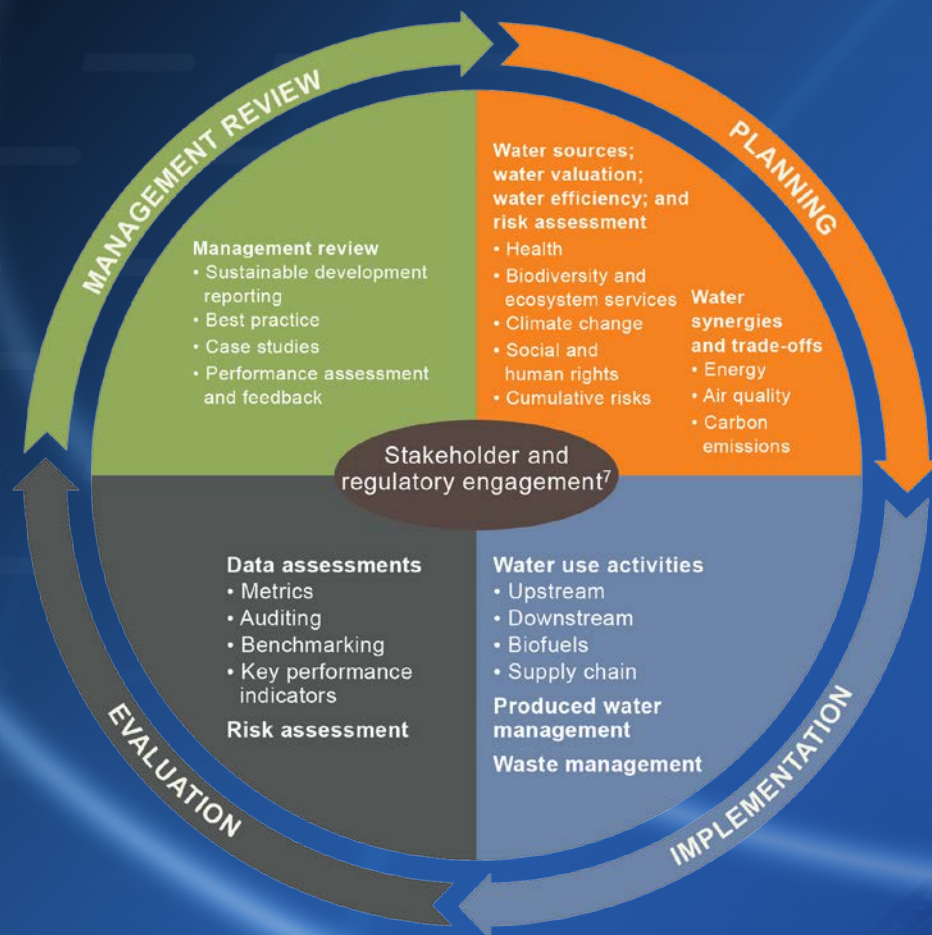 MANAGEMENT REVIEW
PLANNING
Water sources;
water valuation;
water efficiency; and
risk assessment
• Health
• Biodiversity and
ecosystem services
• Climate change
• Social and
human rights
• Cumulative risks
Water
synergies
and trade-offs
• Energy
• Air quality
• Carbon
emissions
Management review
• Sustainable development
reporting
• Best practice
• Case studies
• Performance assessment
and feedback
Stakeholder and
regulatory engagement⁷
Data assessments
• Metrics
• Auditing
• Benchmarking
• Key performance
indicators
Risk assessment
Water use activities
• Upstream
• Downstream
• Biofuels
• Supply chain
Produced water
management
Waste management
EVALUATION
IMPLEMENTATION